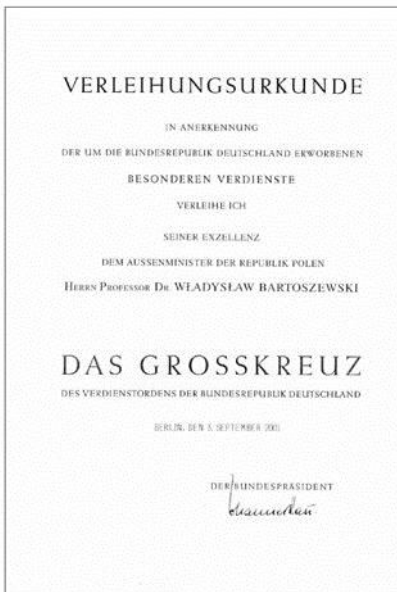 VERLEIHUNGSURKUNDE
IN ANERKENNUNG
DER UM DIE BUNDESREPUBLIK DEUTSCHLAND ERWORBENEN
BESONDEREN VERDIENSTE
VERLEIHE ICH
SEINER EXZELLENZ
DEM AUSSENMINISTER DER REPUBLIK POLEN
HERRN PROFESSOR DR. WŁADYSŁAW BARTOSZEWSKI
DAS GROSSKREUZ
DES VERDIENSTORDENS DER BUNDESREPUBLIK DEUTSCHLAND
BERLIN, DEN SEPTEMBER 2001
DER BUNDESPRÄSIDENT